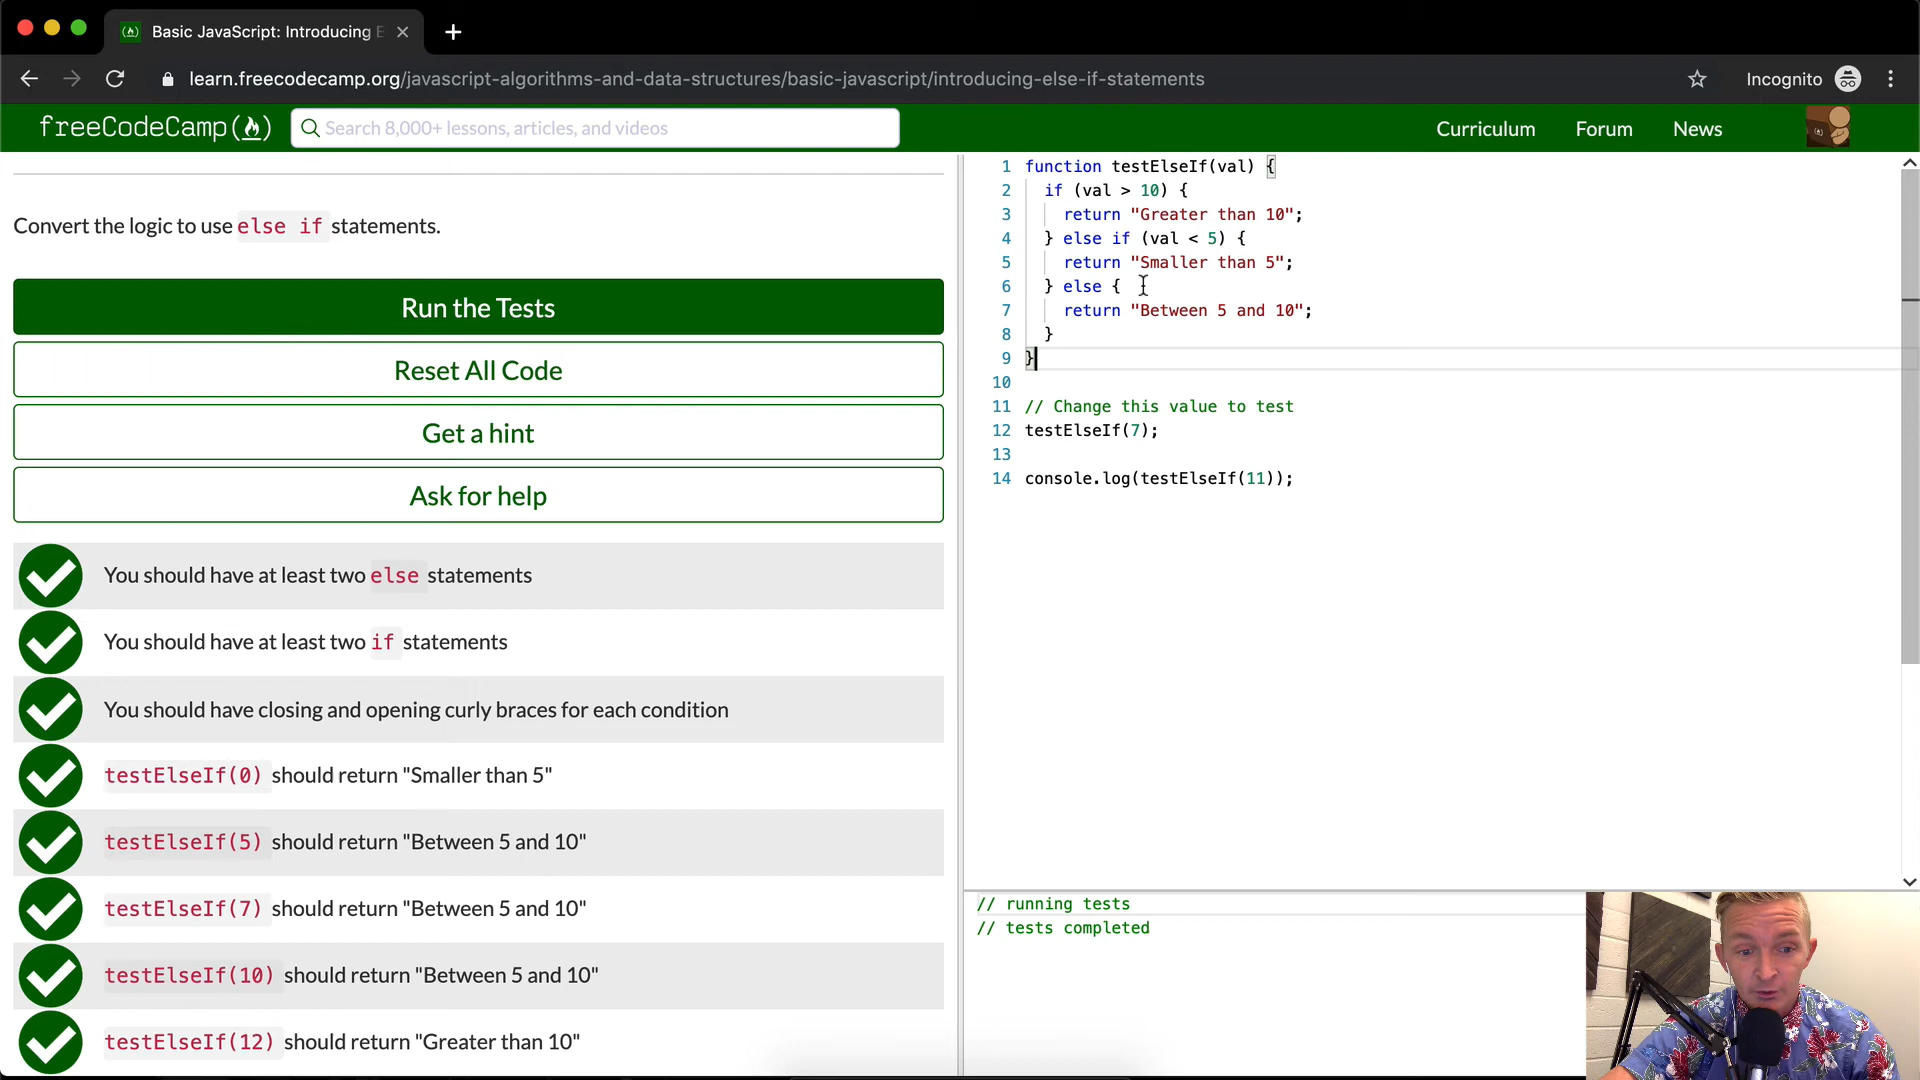 Basic JavaScript: Introducing E
learn.freecodecamp.org/javascript-algorithms-and-data-structures/basic-javascript/introducing-else-if-statements
Incognito
freeCodeCamp
Search 8,000+ lessons, articles, and videos
Curriculum
Forum
News
Convert the logic to use else if statements.
Run the Tests
Reset All Code
Get a hint
Ask for help
You should have at least two else statements
You should have at least two if statements
You should have closing and opening curly braces for each condition
testElseIf(0) should return "Smaller than 5"
testElseIf(5) should return "Between 5 and 10"
testElseIf(7) should return "Between 5 and 10"
testElseIf(10) should return "Between 5 and 10"
testElseIf(12) should return "Greater than 10"
1 function testElseIf(val) {
2 if (val > 10) {
3 return "Greater than 10";
4 } else if (val < 5) {
5 return "Smaller than 5";
6 } else {
7 return "Between 5 and 10";
8 }
9 }
10
11 // Change this value to test
12 testElseIf(7);
13
14 console.log(testElseIf(11));
// running tests
// tests completed